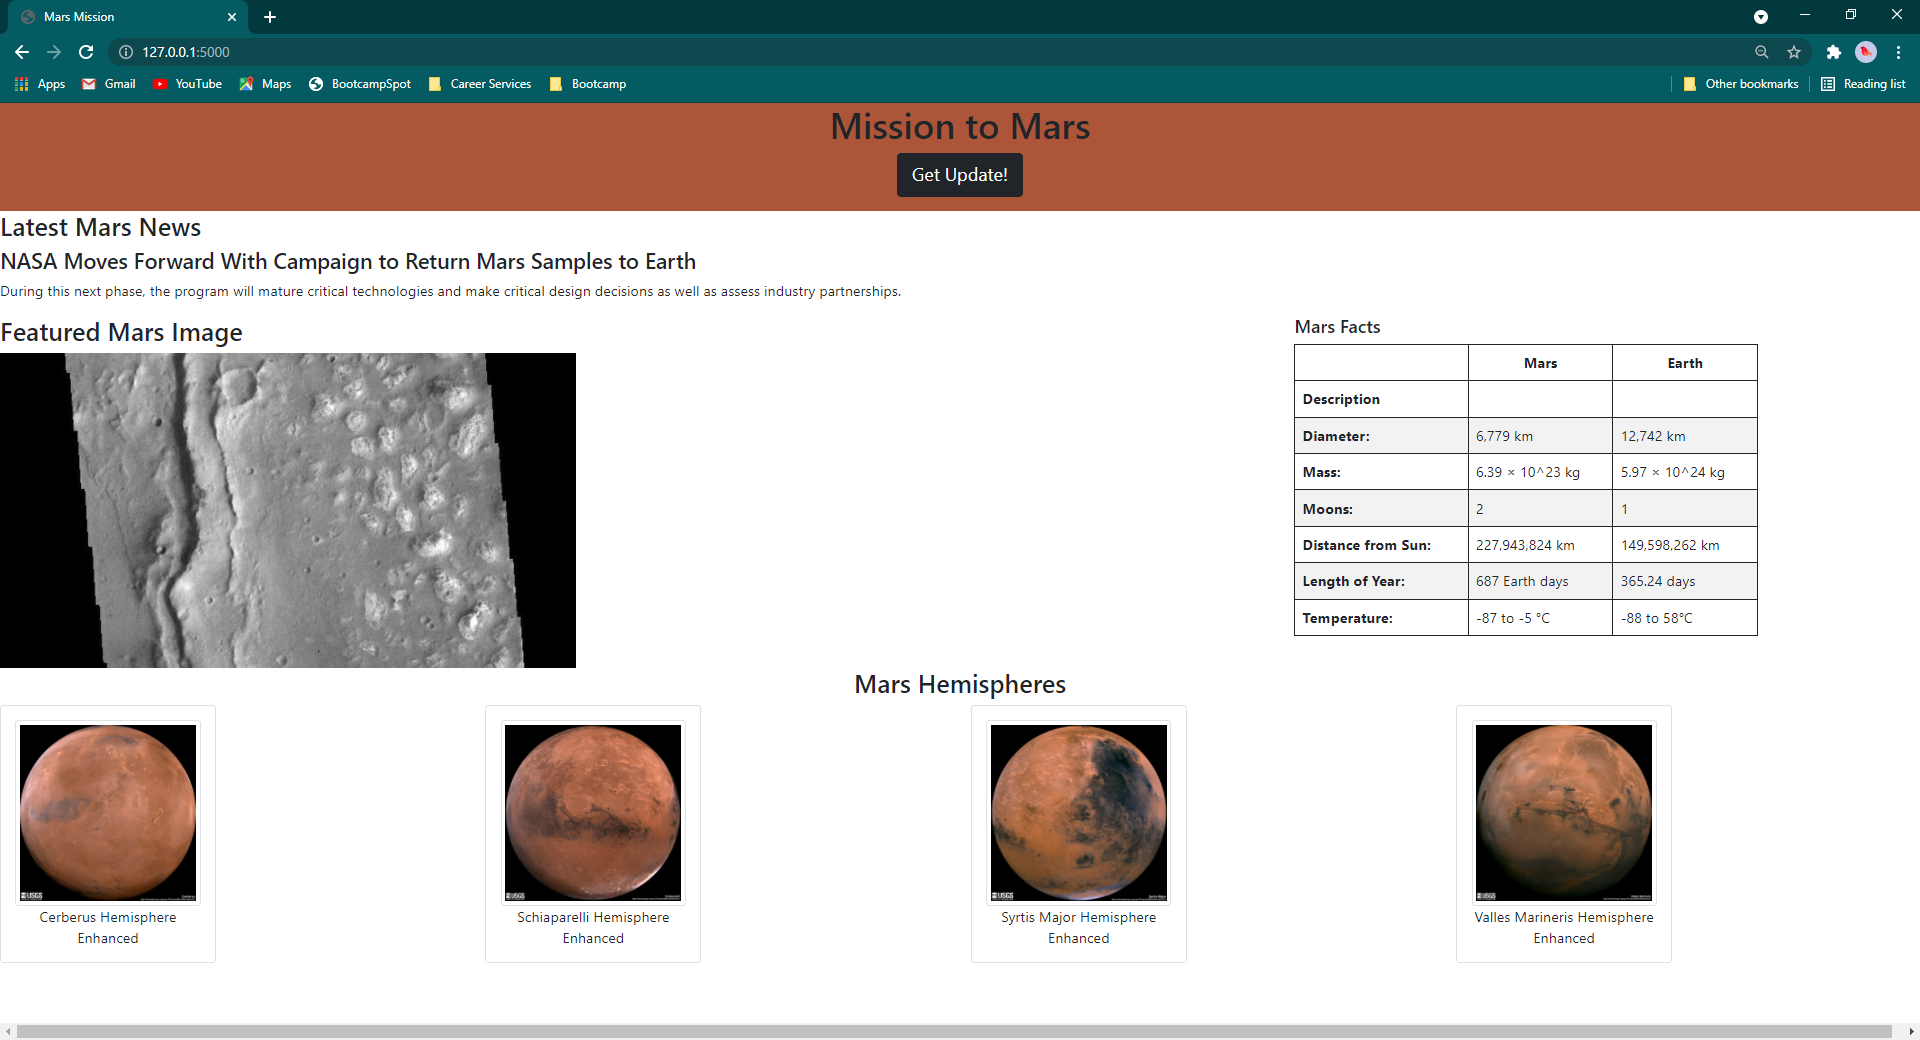 Mars Mission
127.0.0.1:5000
Apps Gmail YouTube Maps BootcampSpot Career Services Bootcamp Other bookmarks Reading list
Mission to Mars
Get Update!
Latest Mars News
NASA Moves Forward With Campaign to Return Mars Samples to Earth
During this next phase, the program will mature critical technologies and make critical design decisions as well as assess industry partnerships.
Featured Mars Image
Mars Facts
Mars Earth
Description
Diameter: 6,779 km 12,742 km
Mass: 6.39 × 10^23 kg 5.97 × 10^24 kg
Moons: 2 1
Distance from Sun: 227,943,824 km 149,598,262 km
Length of Year: 687 Earth days 365.24 days
Temperature: -87 to -5 °C -88 to 58°C
Mars Hemispheres
USGS
USGS
USGS
USGS
Cerberus Hemisphere
Enhanced
Schiaparelli Hemisphere
Enhanced
Syrtis Major Hemisphere
Enhanced
Valles Marineris Hemisphere
Enhanced